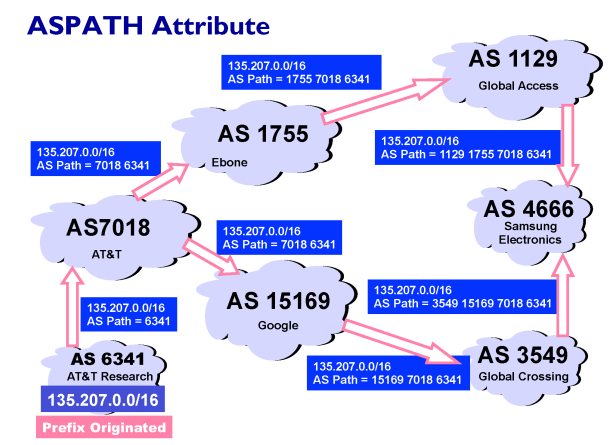 ASPATH Attribute
135.207.0.0/16
AS Path = 1755 7018 6341
AS 1129
Global Access
AS 1755
Ebone
135.207.0.0/16
AS Path = 1129 1755 7018 6341
135.207.0.0/16
AS Path = 7018 6341
AS7018
AT&T
135.207.0.0/16
AS Path = 7018 6341
AS 4666
Samsung
Electronics
AS 15169
Google
135.207.0.0/16
AS Path = 3549 15169 7018 6341
135.207.0.0/16
AS Path = 6341
AS 6341
AT&T Research
135.207.0.0/16
Prefix Originated
135.207.0.0/16
AS Path = 15169 7018 6341
AS 3549
Global Crossing